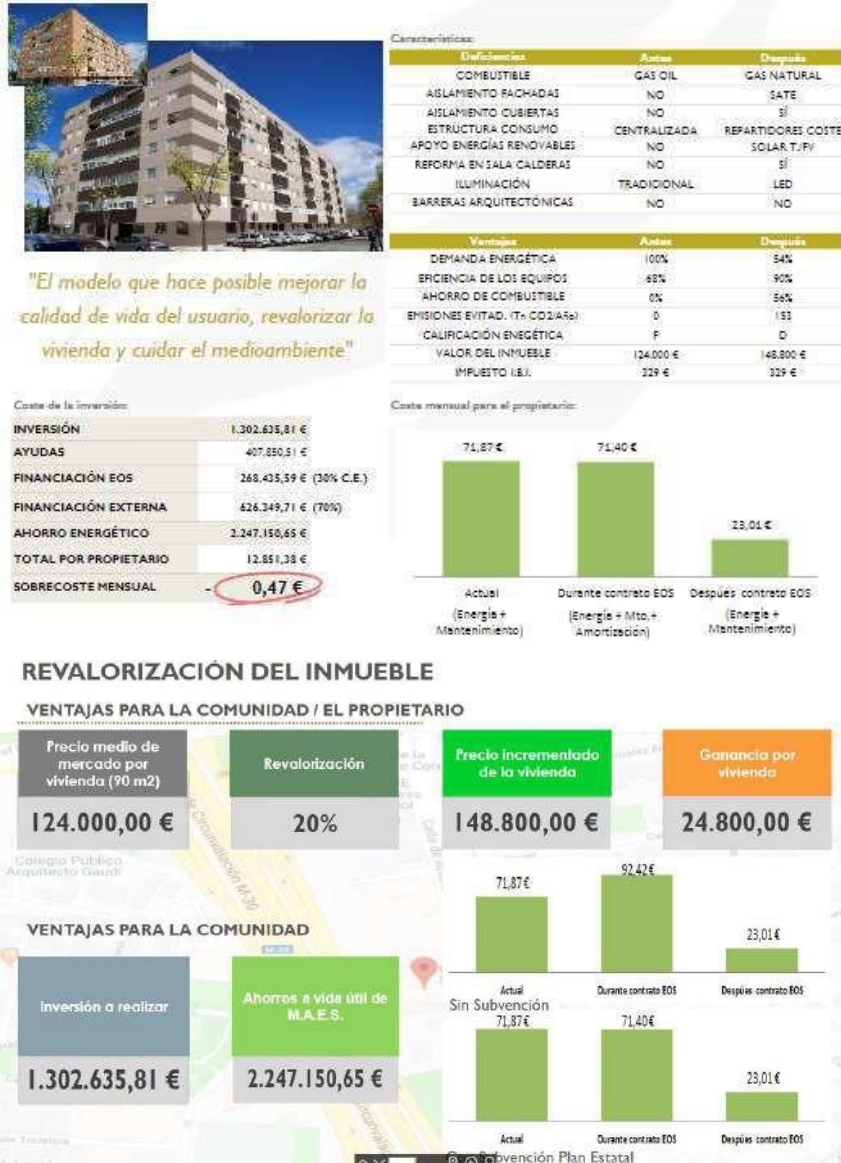 Características:
Deficiencias Antes Después
COMBUSTIBLE GAS OIL GAS NATURAL
AISLAMIENTO FACHADAS NO SATE
AISLAMIENTO CUBIERTAS NO SÍ
ESTRUCTURA CONSUMO CENTRALIZADA REPARTIDORES COSTE
APOYO ENERGÍAS RENOVABLES NO SOLAR T./FV
REFORMA EN SALA CALDERAS NO SÍ
ILUMINACIÓN TRADICIONAL LED
BARRERAS ARQUITECTÓNICAS NO NO
Ventajas Antes Después
DEMANDA ENERGÉTICA 100% 54%
EFICIENCIA DE LOS EQUIPOS 68% 90%
AHORRO DE COMBUSTIBLE 0% 56%
EMISIONES EVITAD. (Tn CO2/Año) 0 153
CALIFICACIÓN ENEGÉTICA F D
VALOR DEL INMUEBLE 124.000 € 148.800 €
IMPUESTO I.B.I. 329 € 329 €
"El modelo que hace posible mejorar la
calidad de vida del usuario, revalorizar la
vivienda y cuidar el medioambiente"
Coste de la inversión:
INVERSIÓN 1.302.635,81 €
AYUDAS 407.850,51 €
FINANCIACIÓN EOS 268.435,59 € (30% C.E.)
FINANCIACIÓN EXTERNA 626.349,71 € (70%)
AHORRO ENERGÉTICO 2.247.150,65 €
TOTAL POR PROPIETARIO 12.851,38 €
SOBRECOSTE MENSUAL - 0,47 €
Coste mensual para el propietario:
71,87 € 71,40 € 23,01 €
Actual Durante contrato EOS Despúes contrato EOS
(Energía + (Energía + Mto.+ (Energía +
Mantenimiento) Amortización) Mantenimiento)
REVALORIZACIÓN DEL INMUEBLE
VENTAJAS PARA LA COMUNIDAD / EL PROPIETARIO
Precio medio de
mercado por
vivienda (90 m2)
124.000,00 €
Revalorización
20%
Precio incrementado
de la vivienda
148.800,00 €
Ganancia por
vivienda
24.800,00 €
Colegio Público
Arquitecto Gaudí
VENTAJAS PARA LA COMUNIDAD
Inversión a realizar
1.302.635,81 €
Ahorros a vida útil de
M.A.E.S.
2.247.150,65 €
71,87€ 92,42€ 23,01€
Actual Durante contrato EOS Despúes contrato EOS
Sin Subvención
71,87€ 71,40€ 23,01€
Actual Durante contrato EOS Despúes contrato EOS
Subvención Plan Estatal